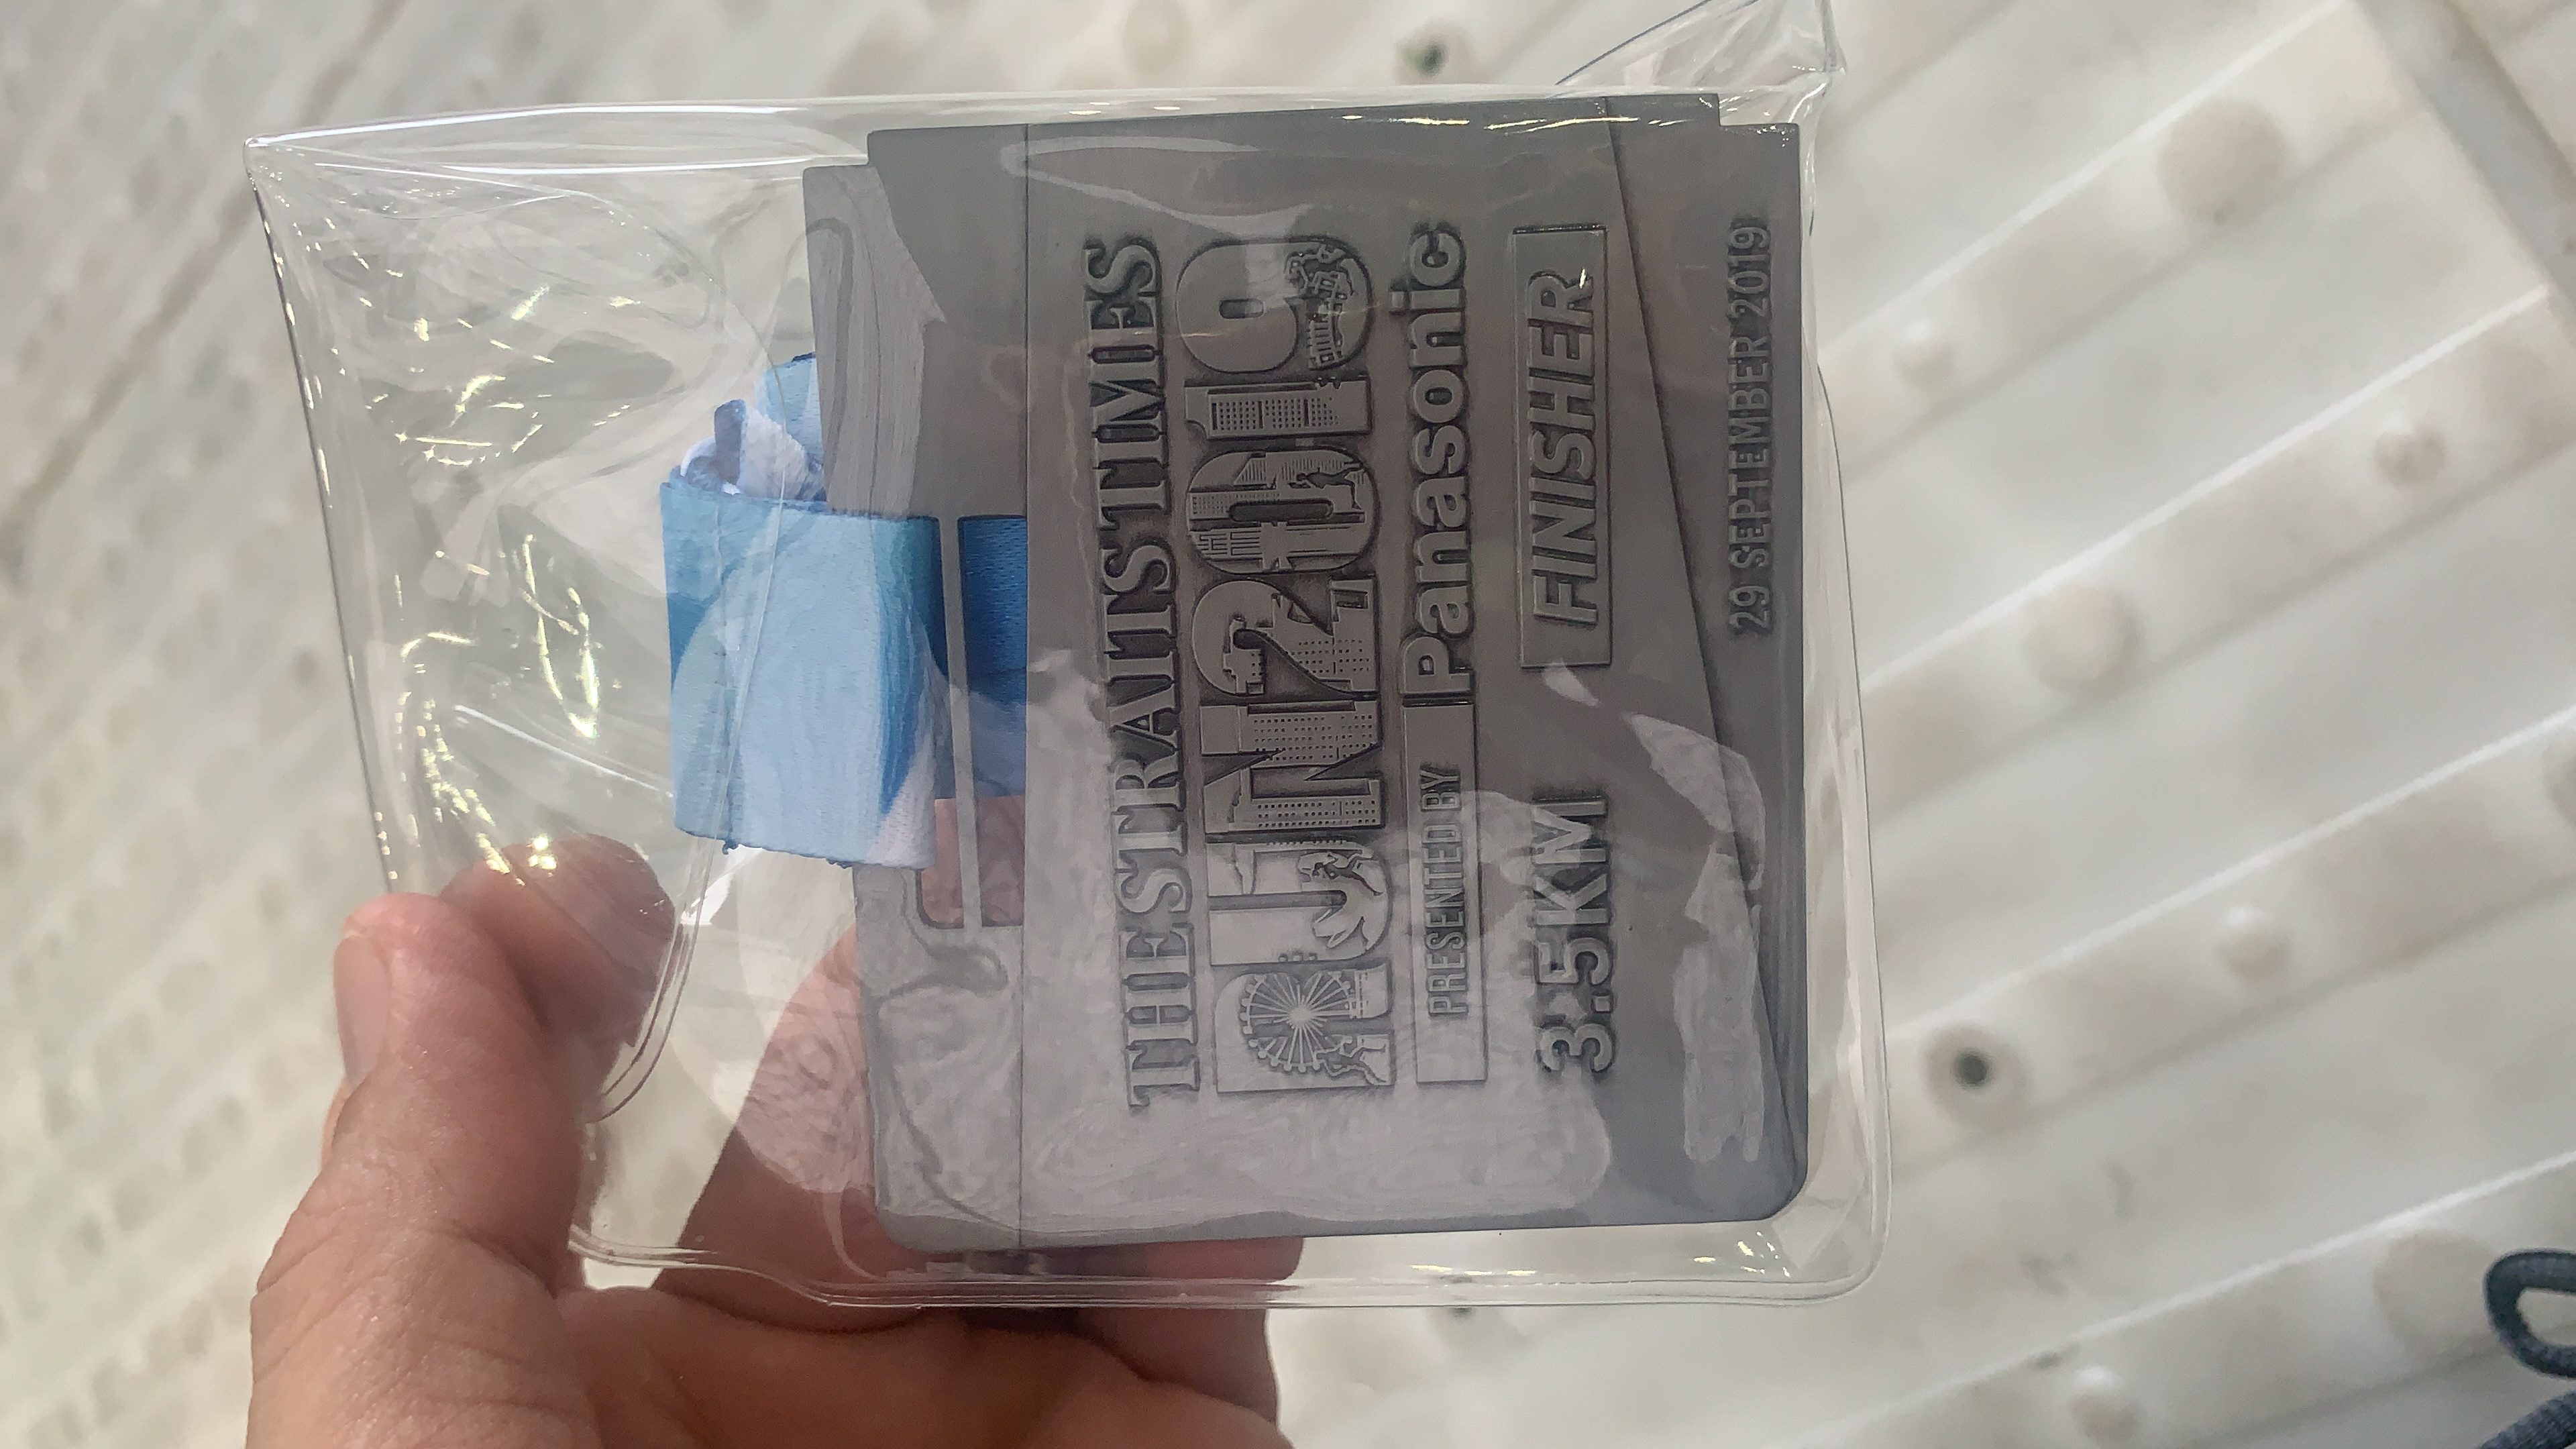 THE STRAITS TIMES
RUN 2019
PRESENTED BY Panasonic
3.5KM FINISHER
29 SEPTEMBER 2019